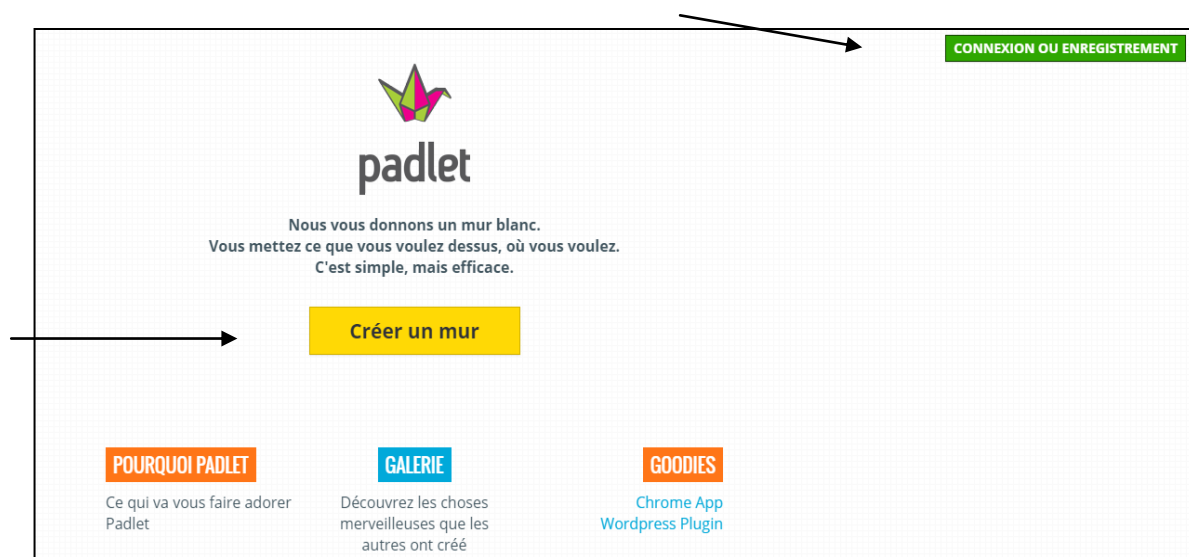 CONNEXION OU ENREGISTREMENT
padlet
Nous vous donnons un mur blanc.
Vous mettez ce que vous voulez dessus, où vous voulez.
C'est simple, mais efficace.
Créer un mur
POURQUOI PADLET
Ce qui va vous faire adorer
Padlet
GALERIE
Découvrez les choses
merveilleuses que les
autres ont créé
GOODIES
Chrome App
Wordpress Plugin